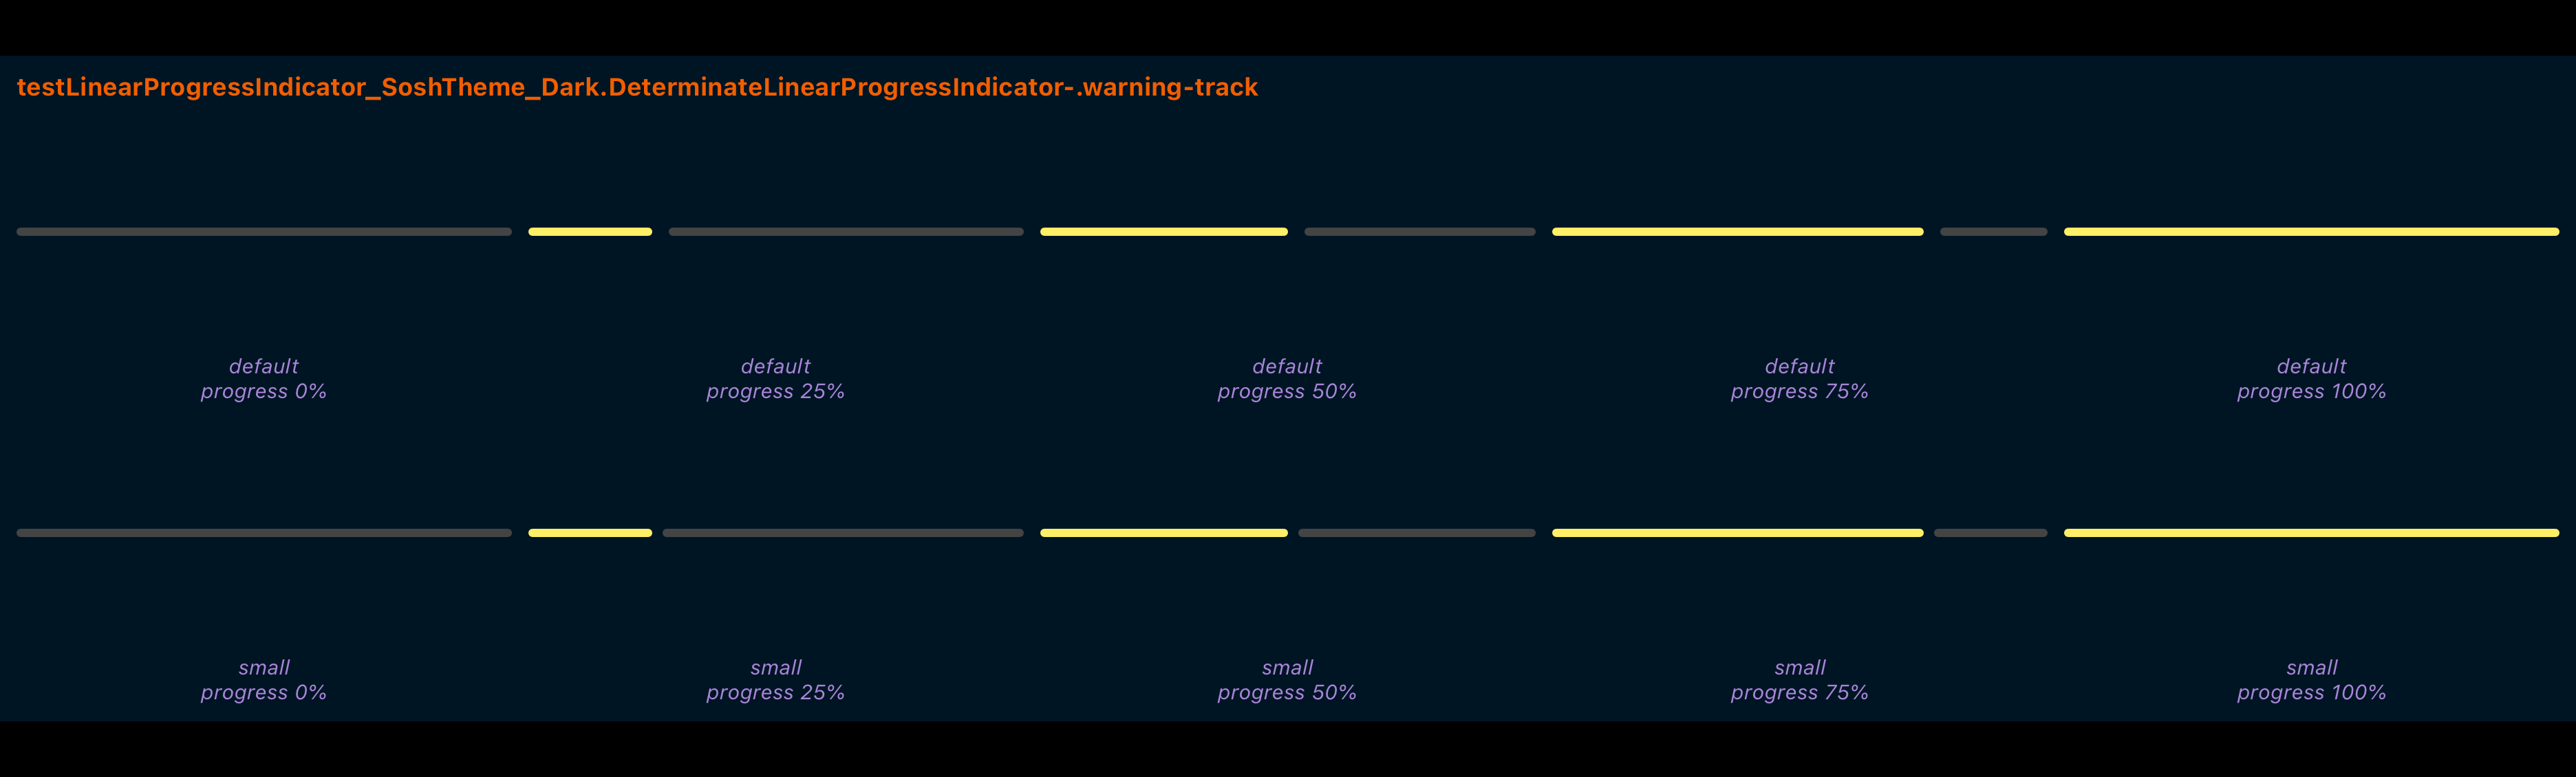 testLinearProgressIndicator_SoshTheme_Dark.DeterminateLinearProgressIndicator-.warning-track
default
progress 0%
default
progress 25%
default
progress 50%
default
progress 75%
default
progress 100%
small
progress 0%
small
progress 25%
small
progress 50%
small
progress 75%
small
progress 100%